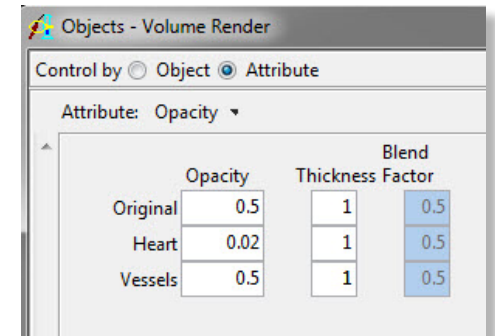 Objects - Volume Render
Control by Object Attribute
Attribute: Opacity
Blend
Opacity Thickness Factor
Original 0.5 1 0.5
Heart 0.02 1 0.5
Vessels 0.5 1 0.5